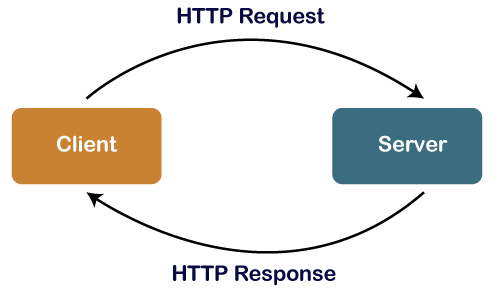 HTTP Request
Client
Server
HTTP Response